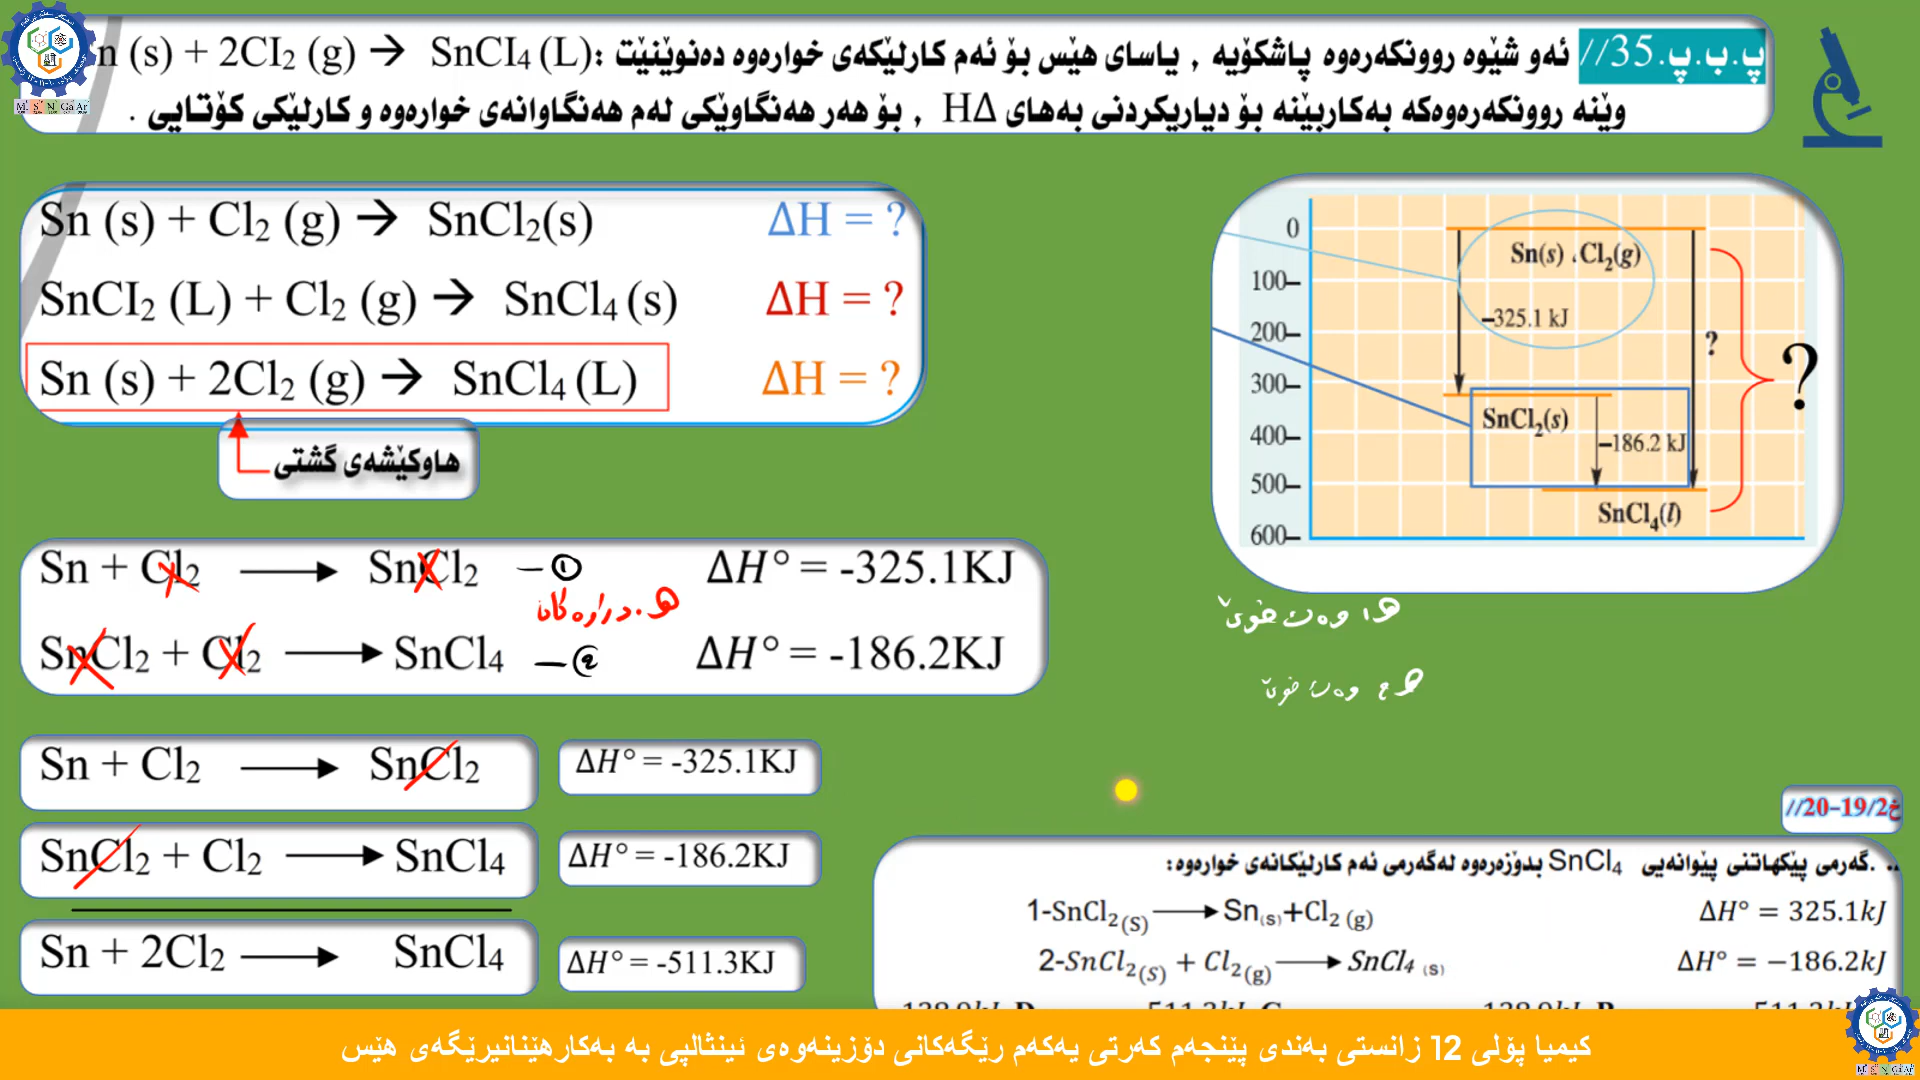 پ.ب.پ.35// ئەو شێوە روونکەرەوە پاشکۆیە , یاسای هێس بۆ ئەم کارلێکەی خوارەوە دەنوێنێت :n (s) + 2CI₂ (g) → SnCI₄ (L)
وێنە روونکەرەوەکە بەکاربێنە بۆ دیاریکردنی بەهای HΔ , بۆ هەر هەنگاوێکی لەم هەنگاوانەی خوارەوە و کارلێکی کۆتایی .
Sn (s) + Cl₂ (g) → SnCl₂(s) ΔH = ?
SnCI₂ (L) + Cl₂ (g) → SnCl₄ (s) ΔH = ?
Sn (s) + 2Cl₂ (g) → SnCl₄ (L) ΔH = ?
هاوکێشەی گشتی
0
100–
200–
300–
400–
500–
600–
Sn(s) ، Cl₂(g)
–325.1 kJ
?
?
SnCl₂(s)
–186.2 kJ
SnCl₄(l)
Sn + Cl₂ ⟶ SnCl₂ –① ΔH° = -325.1KJ
SnCl₂ + Cl₂ ⟶ SnCl₄ –② ΔH° = -186.2KJ
Sn + Cl₂ ⟶ SnCl₂ ΔH° = -325.1KJ
SnCl₂ + Cl₂ ⟶ SnCl₄ ΔH° = -186.2KJ
Sn + 2Cl₂ ⟶ SnCl₄ ΔH° = -511.3KJ
خ2/19-20//
.گەرمی پێکهاتنی پێوانەیی SnCl₄ بدۆزەرەوە لەگەرمی ئەم کارلێکانەی خوارەوە:
1-SnCl₂(S) ⟶ Sn(s)+Cl₂ (g) ΔH° = 325.1kJ
2-SnCl₂(S) + Cl₂(g) ⟶ SnCl₄ (s) ΔH° = −186.2kJ
کیمیا پۆلی 12 زانستی بەندی پێنجەم کەرتی یەکەم رێگەکانی دۆزینەوەی ئینثالپی بە بەکارهێنانیرێگەی هێس